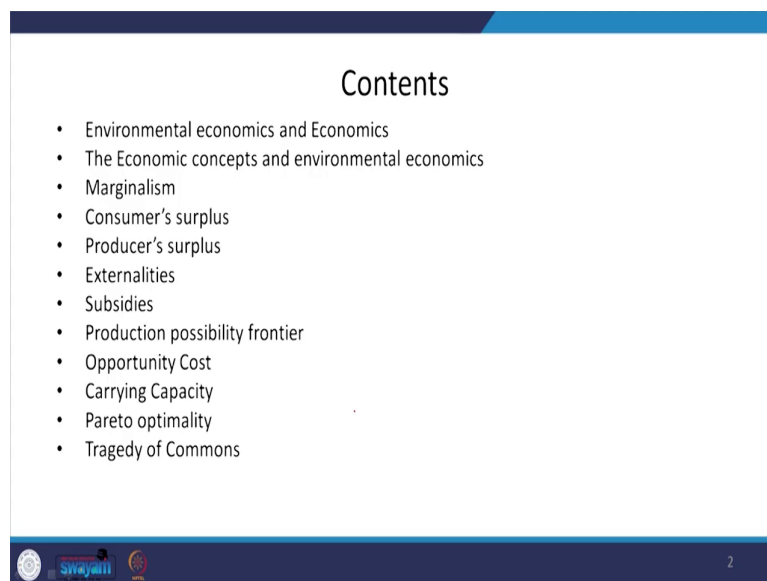 Contents
• Environmental economics and Economics
• The Economic concepts and environmental economics
• Marginalism
• Consumer’s surplus
• Producer’s surplus
• Externalities
• Subsidies
• Production possibility frontier
• Opportunity Cost
• Carrying Capacity
• Pareto optimality
• Tragedy of Commons
swayam
2